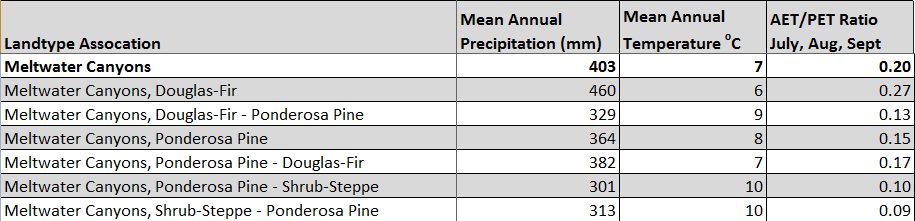 Landtype Assocation | Mean Annual Precipitation (mm) | Mean Annual Temperature °C | AET/PET Ratio July, Aug, Sept
Meltwater Canyons | 403 | 7 | 0.20
Meltwater Canyons, Douglas-Fir | 460 | 6 | 0.27
Meltwater Canyons, Douglas-Fir - Ponderosa Pine | 329 | 9 | 0.13
Meltwater Canyons, Ponderosa Pine | 364 | 8 | 0.15
Meltwater Canyons, Ponderosa Pine - Douglas-Fir | 382 | 7 | 0.17
Meltwater Canyons, Ponderosa Pine - Shrub-Steppe | 301 | 10 | 0.10
Meltwater Canyons, Shrub-Steppe - Ponderosa Pine | 313 | 10 | 0.09